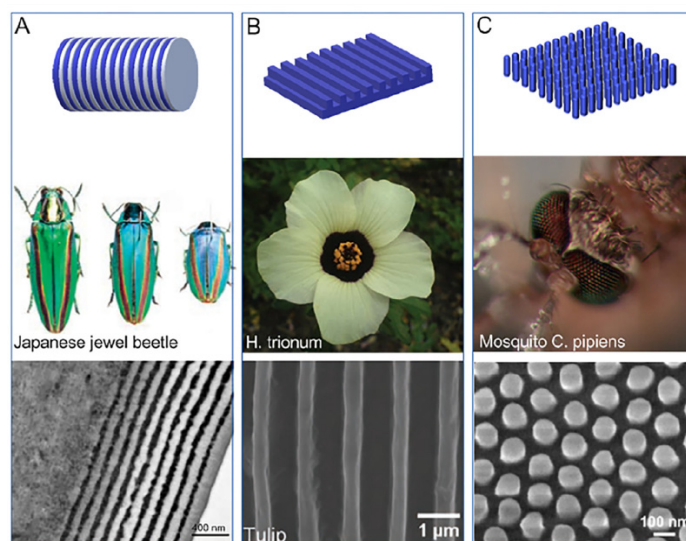 A
B
C
Japanese jewel beetle
H. trionum
Mosquito C. pipiens
400 nm
Tulip
1 µm
100 nm